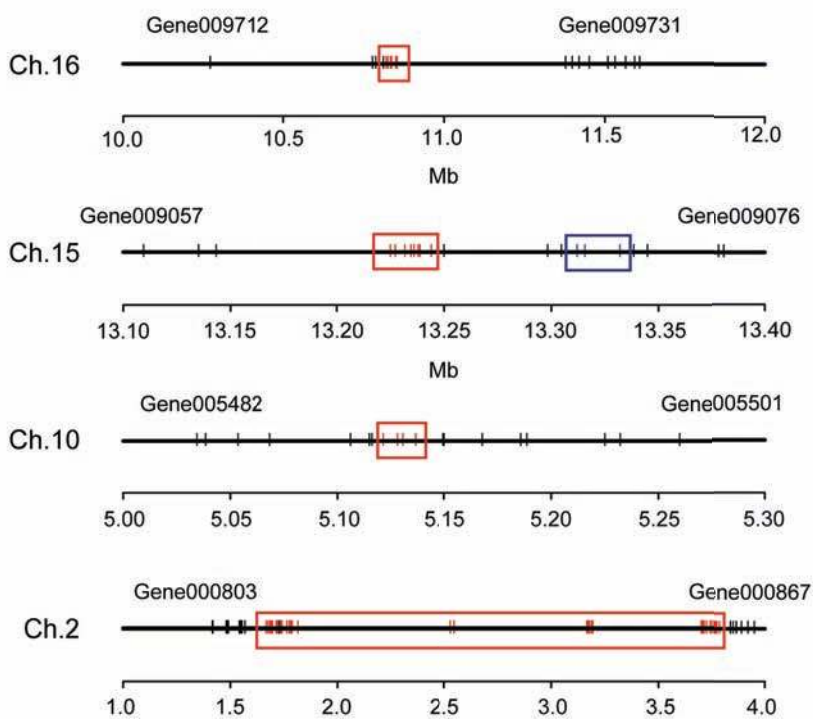 Gene009712 Gene009731
Ch.16
10.0 10.5 11.0 11.5 12.0
Mb
Gene009057 Gene009076
Ch.15
13.10 13.15 13.20 13.25 13.30 13.35 13.40
Mb
Gene005482 Gene005501
Ch.10
5.00 5.05 5.10 5.15 5.20 5.25 5.30
Gene000803 Gene000867
Ch.2
1.0 1.5 2.0 2.5 3.0 3.5 4.0